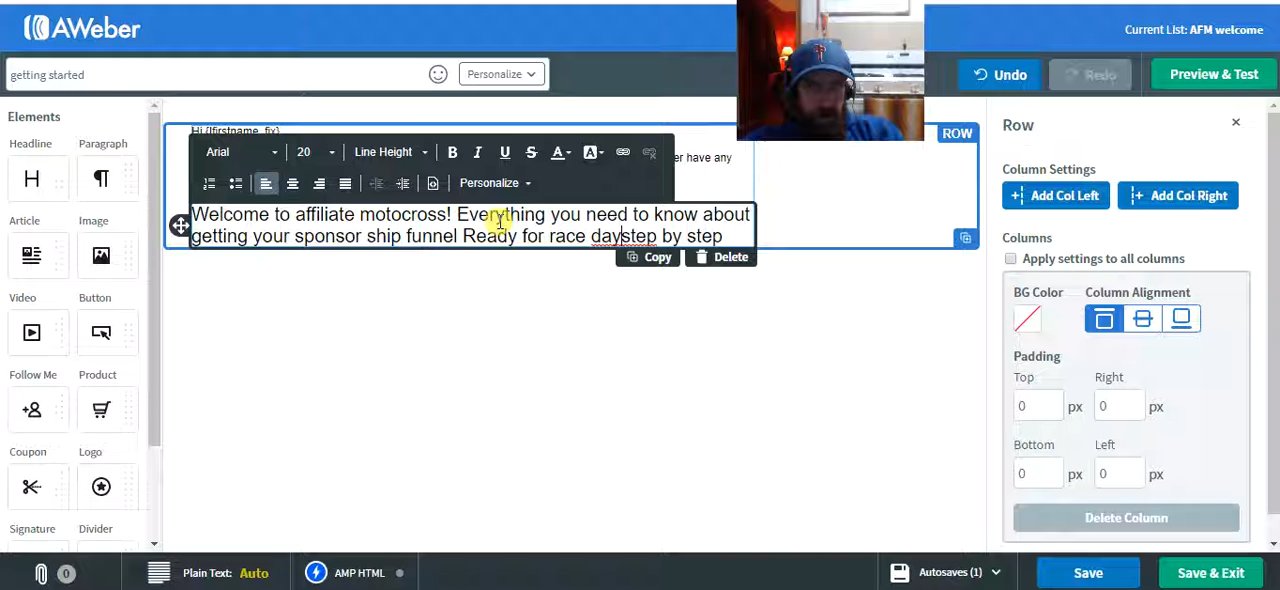 AWeber
Current List: AFM welcome
getting started
Personalize
Undo
Redo
Preview & Test
Elements
Headline
Paragraph
Article
Image
Video
Button
Follow Me
Product
Coupon
Logo
Signature
Divider
Hi {!firstname_fix},
er have any
Arial
20
Line Height
Personalize
Welcome to affiliate motocross! Everything you need to know about
getting your sponsor ship funnel Ready for race daystep by step
Copy
Delete
ROW
Row
Column Settings
Add Col Left
Add Col Right
Columns
Apply settings to all columns
BG Color
Column Alignment
Padding
Top
Right
0 px
0 px
Bottom
Left
0 px
0 px
Delete Column
0
Plain Text: Auto
AMP HTML
Autosaves (1)
Save
Save & Exit